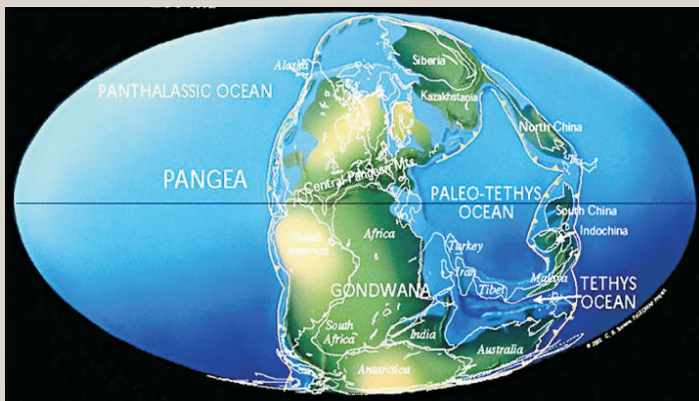 Alaska
Siberia
PANTHALASSIC OCEAN
Kazakhstania
North China
PANGEA
Central Pangean Mts.
PALEO-TETHYS
OCEAN
South China
Indochina
South
America
Africa
Turkey
Iran
Tibet
Malaya
GONDWANA
TETHYS
OCEAN
South
Africa
India
Australia
Antarctica